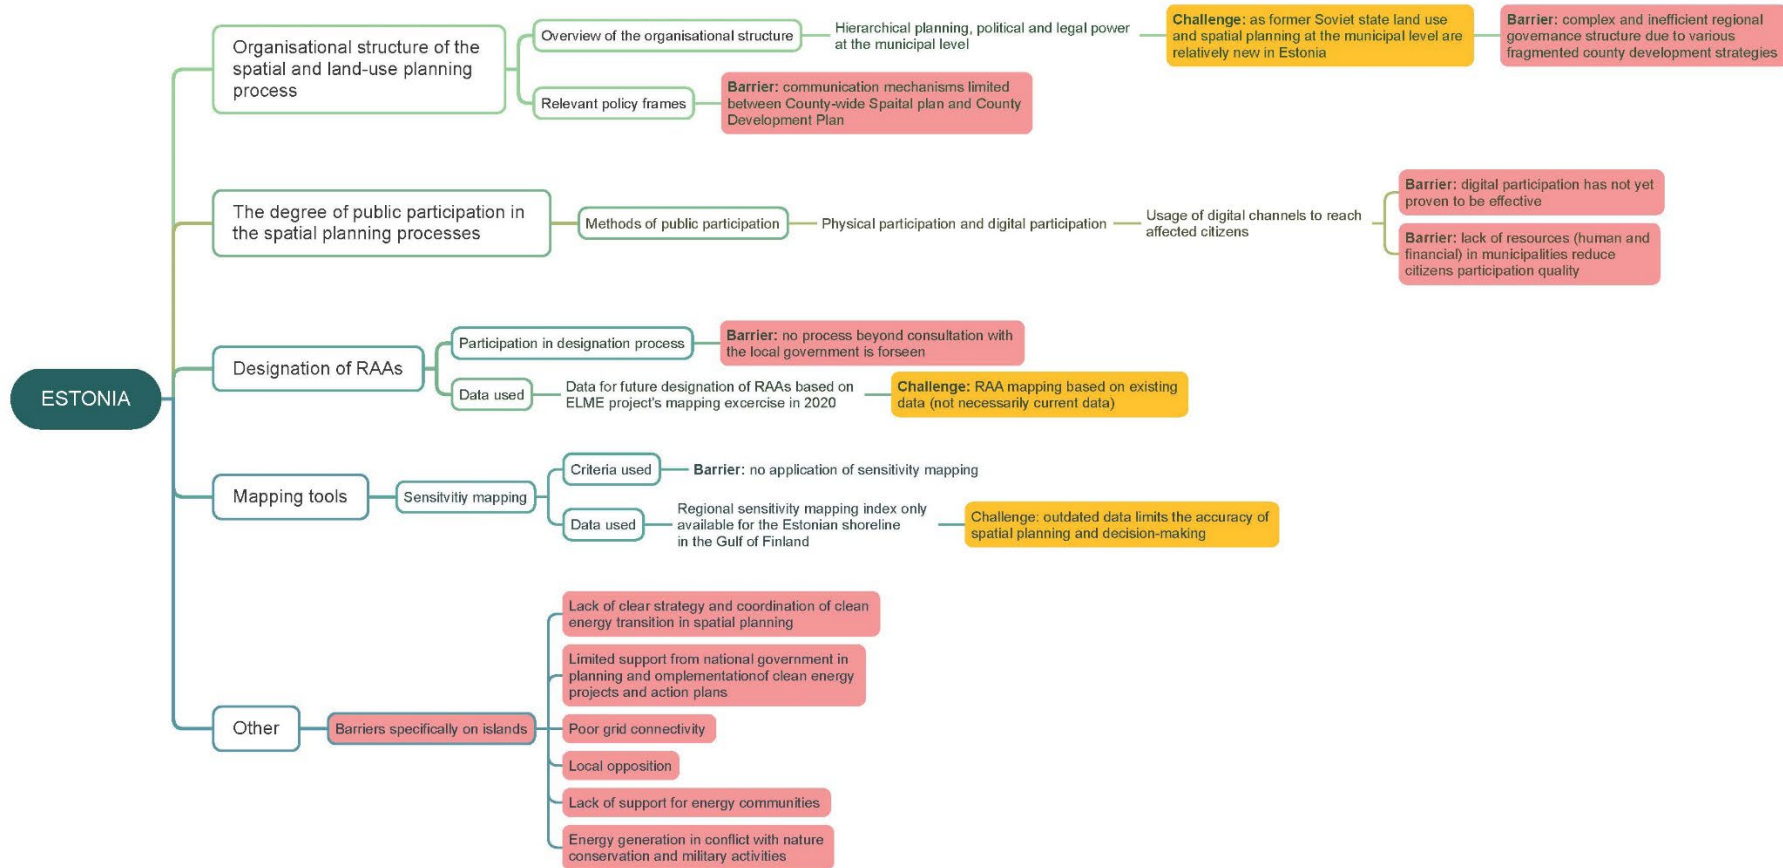 ESTONIA
Organisational structure of the
spatial and land-use planning
process
Overview of the organisational structure
Hierarchical planning, political and legal power
at the municipal level
Challenge: as former Soviet state land use
and spatial planning at the municipal level are
relatively new in Estonia
Barrier: complex and inefficient regional
governance structure due to various
fragmented county development strategies
Relevant policy frames
Barrier: communication mechanisms limited
between County-wide Spaital plan and County
Development Plan
The degree of public participation in
the spatial planning processes
Methods of public participation
Physical participation and digital participation
Usage of digital channels to reach
affected citizens
Barrier: digital participation has not yet
proven to be effective
Barrier: lack of resources (human and
financial) in municipalities reduce
citizens participation quality
Designation of RAAs
Participation in designation process
Barrier: no process beyond consultation with
the local government is forseen
Data used
Data for future designation of RAAs based on
ELME project's mapping excercise in 2020
Challenge: RAA mapping based on existing
data (not necessarily current data)
Mapping tools
Sensitvitiy mapping
Criteria used
Barrier: no application of sensitivity mapping
Data used
Regional sensitivity mapping index only
available for the Estonian shoreline
in the Gulf of Finland
Challenge: outdated data limits the accuracy of
spatial planning and decision-making
Other
Barriers specifically on islands
Lack of clear strategy and coordination of clean
energy transition in spatial planning
Limited support from national government in
planning and omplementationof clean energy
projects and action plans
Poor grid connectivity
Local opposition
Lack of support for energy communities
Energy generation in conflict with nature
conservation and military activities